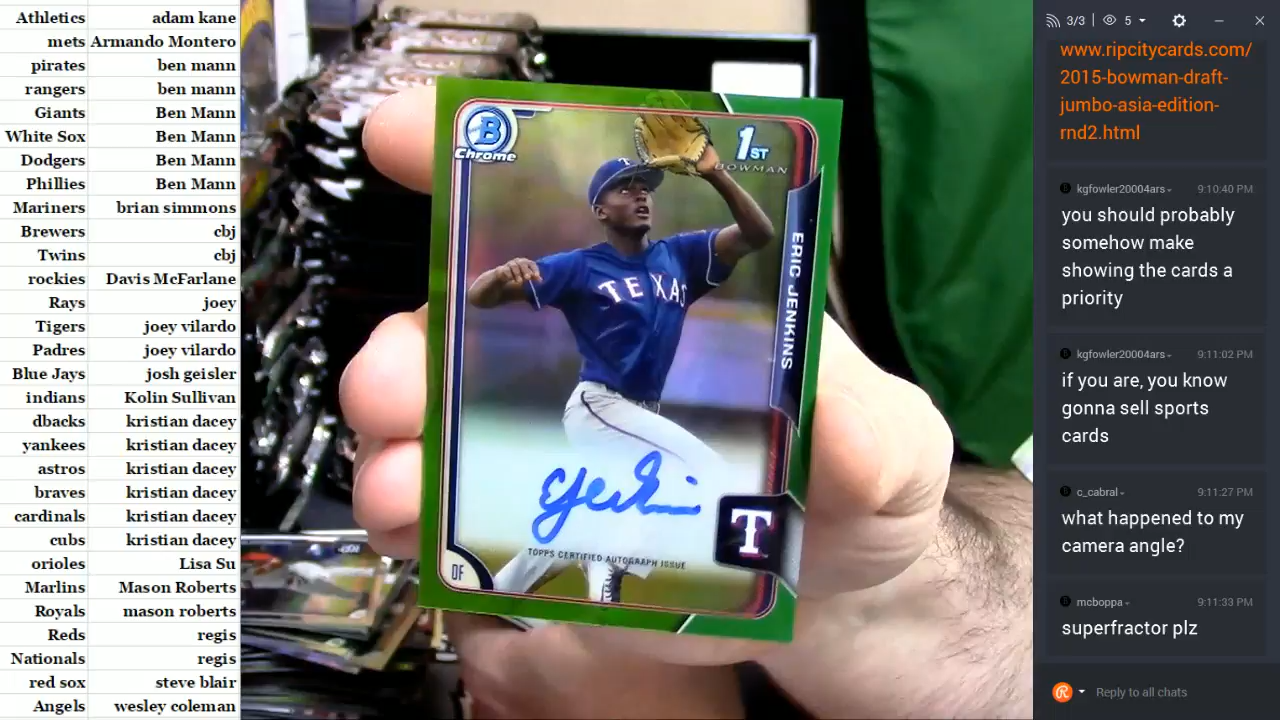 Athletics adam kane
mets Armando Montero
pirates ben mann
rangers ben mann
Giants Ben Mann
White Sox Ben Mann
Dodgers Ben Mann
Phillies Ben Mann
Mariners brian simmons
Brewers cbj
Twins cbj
rockies Davis McFarlane
Rays joey
Tigers joey vilardo
Padres joey vilardo
Blue Jays josh geisler
indians Kolin Sullivan
dbacks kristian dacey
yankees kristian dacey
astros kristian dacey
braves kristian dacey
cardinals kristian dacey
cubs kristian dacey
orioles Lisa Su
Marlins Mason Roberts
Royals mason roberts
Reds regis
Nationals regis
red sox steve blair
Angels wesley coleman
B
Chrome
1ST
BOWMAN
T
TEXAS
ERIC JENKINS
EJenkins
TOPPS CERTIFIED AUTOGRAPH ISSUE
OF
T
3/3 5
www.ripcitycards.com/
2015-bowman-draft-
jumbo-asia-edition-
rnd2.html
kgfowler20004ars 9:10:40 PM
you should probably
somehow make
showing the cards a
priority
kgfowler20004ars 9:11:02 PM
if you are, you know
gonna sell sports
cards
c_cabral 9:11:27 PM
what happened to my
camera angle?
mcboppa 9:11:33 PM
superfractor plz
Reply to all chats